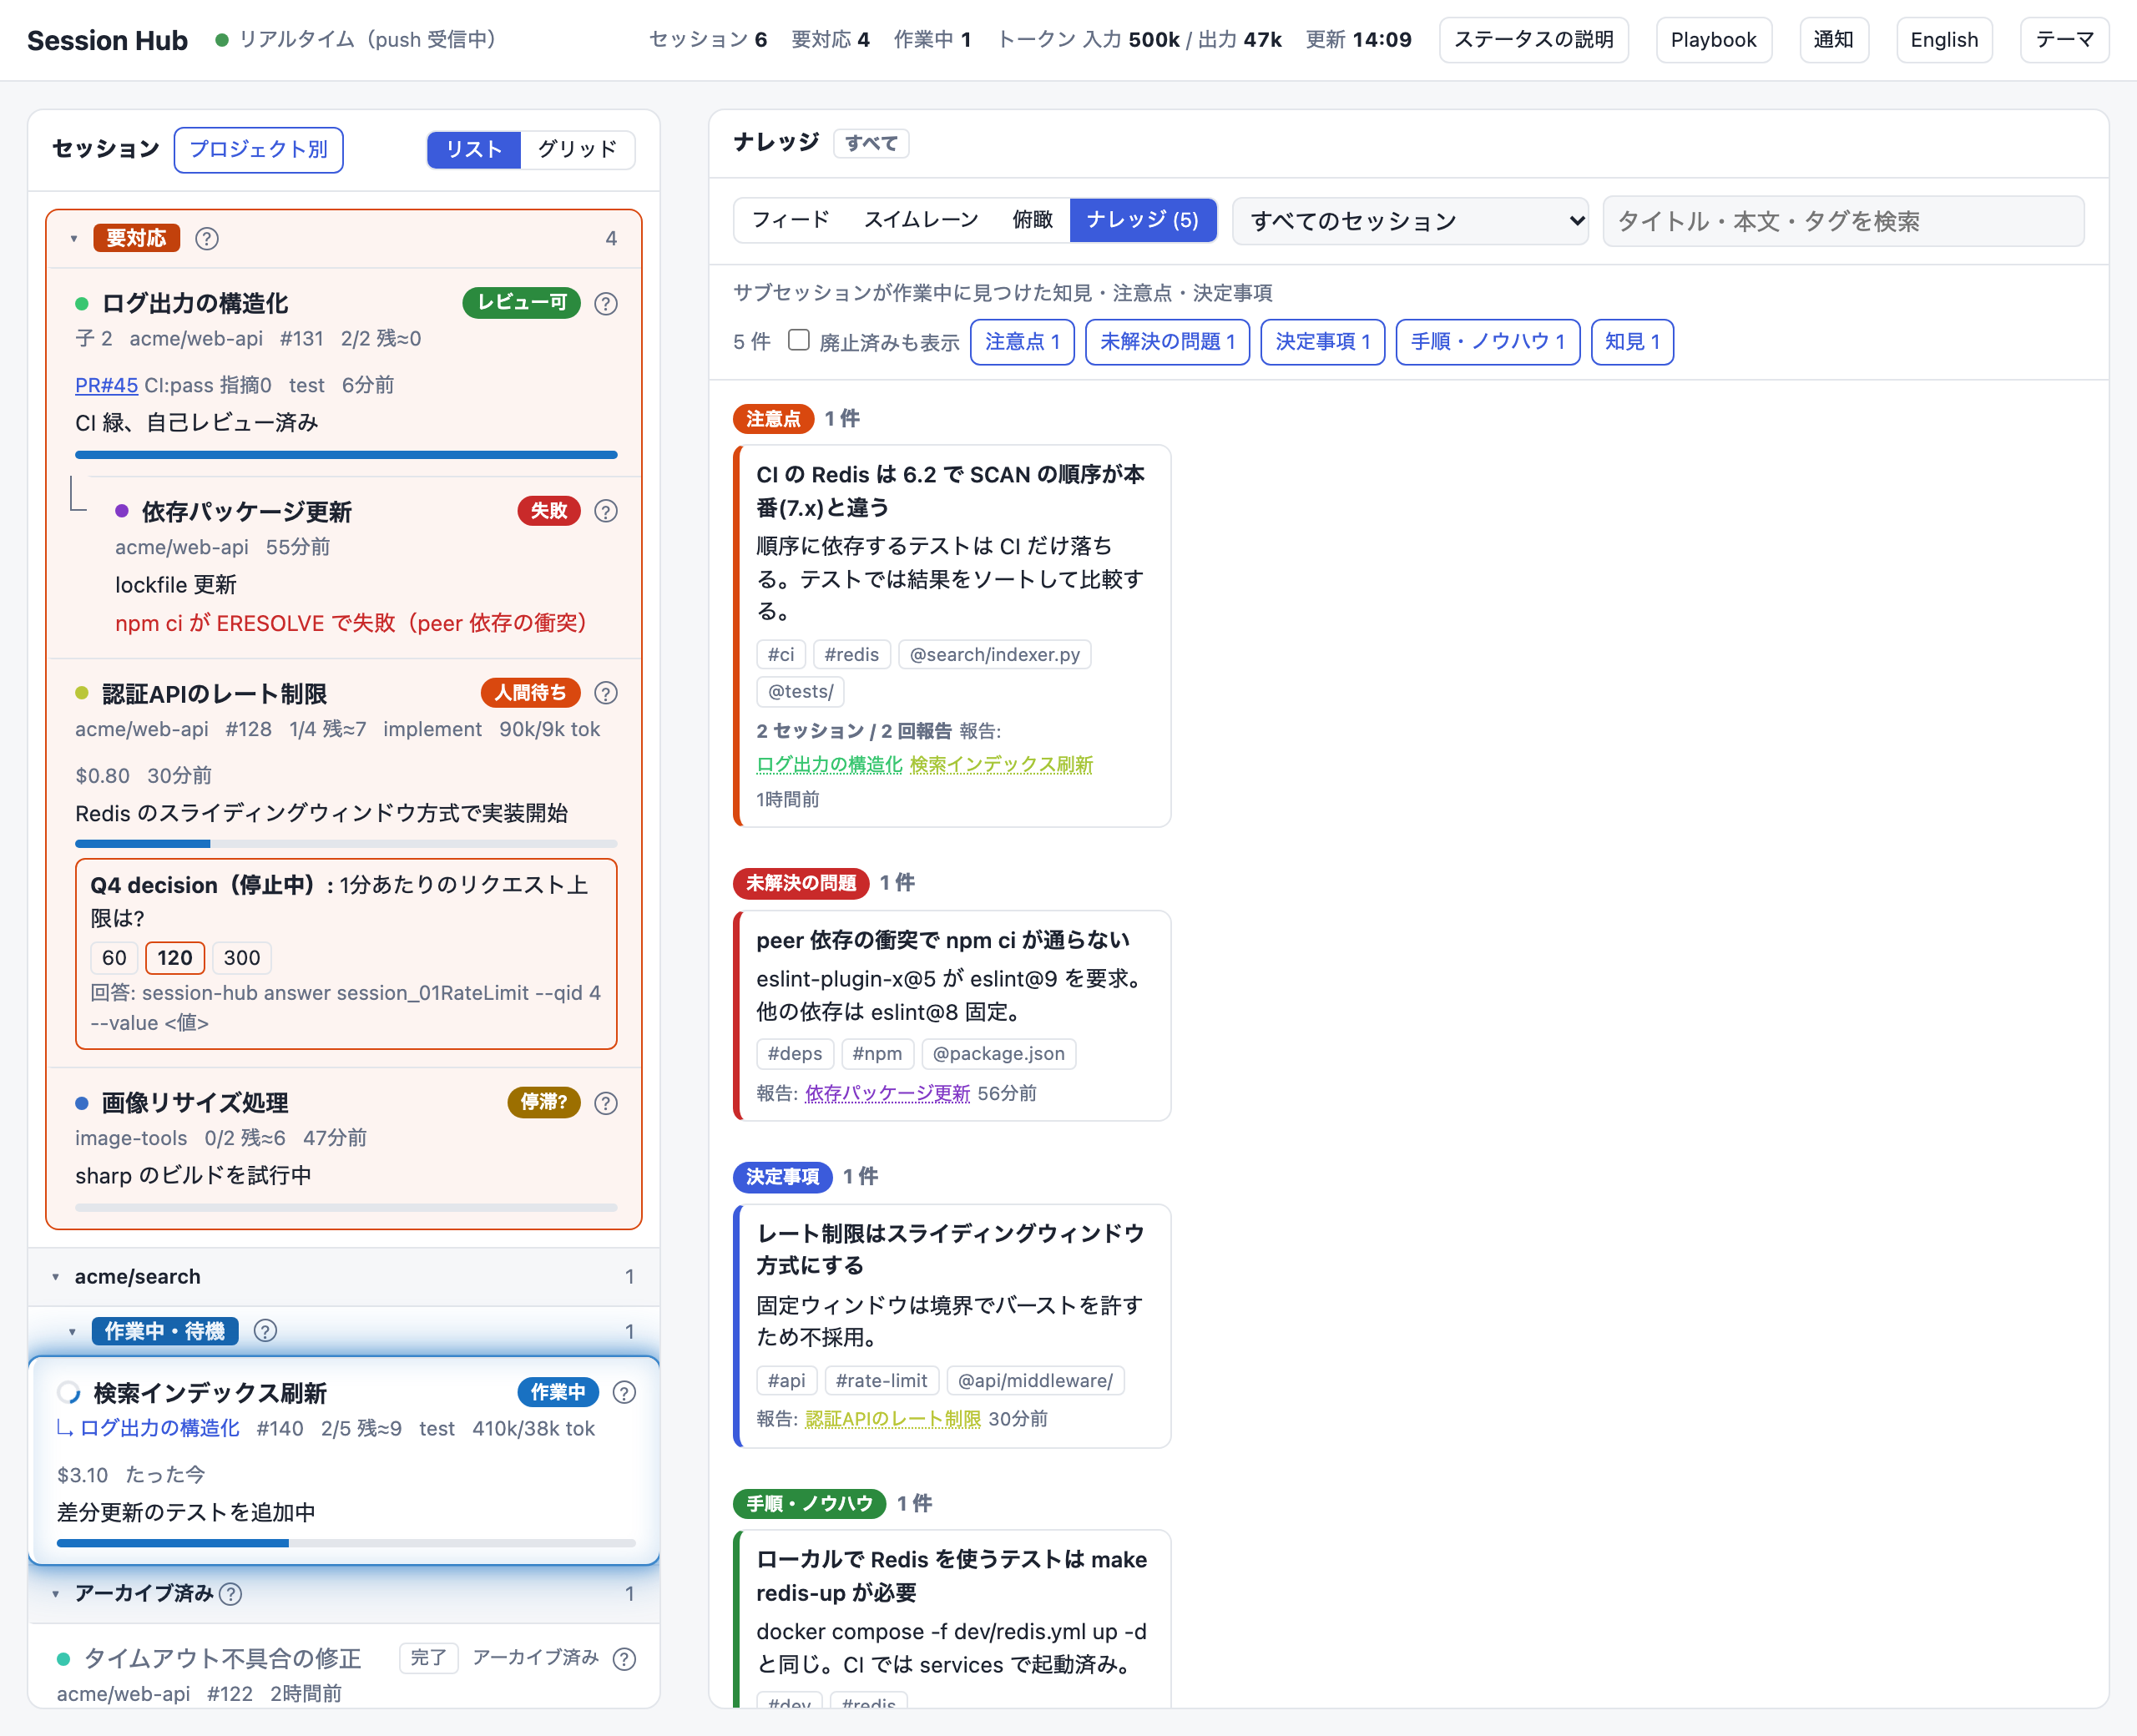 Session Hub
リアルタイム（push 受信中）
セッション 6 要対応 4 作業中 1 トークン 入力 500k / 出力 47k 更新 14:09
ステータスの説明
Playbook
通知
English
テーマ
セッション
プロジェクト別
リスト
グリッド
要対応 ? 4
ログ出力の構造化 レビュー可 ?
子 2 acme/web-api #131 2/2 残≈0
PR#45 CI:pass 指摘0 test 6分前
CI 緑、自己レビュー済み
依存パッケージ更新 失敗 ?
acme/web-api 55分前
lockfile 更新
npm ci が ERESOLVE で失敗（peer 依存の衝突）
認証APIのレート制限 人間待ち ?
acme/web-api #128 1/4 残≈7 implement 90k/9k tok
$0.80 30分前
Redis のスライディングウィンドウ方式で実装開始
Q4 decision（停止中）: 1分あたりのリクエスト上
限は?
60 120 300
回答: session-hub answer session_01RateLimit --qid 4
--value <値>
画像リサイズ処理 停滞? ?
image-tools 0/2 残≈6 47分前
sharp のビルドを試行中
acme/search 1
作業中・待機 ? 1
検索インデックス刷新 作業中 ?
ログ出力の構造化 #140 2/5 残≈9 test 410k/38k tok
$3.10 たった今
差分更新のテストを追加中
アーカイブ済み ? 1
タイムアウト不具合の修正 完了 アーカイブ済み ?
acme/web-api #122 2時間前
ナレッジ すべて
フィード
スイムレーン
俯瞰
ナレッジ (5)
すべてのセッション
タイトル・本文・タグを検索
サブセッションが作業中に見つけた知見・注意点・決定事項
5 件 廃止済みも表示 注意点 1 未解決の問題 1 決定事項 1 手順・ノウハウ 1 知見 1
注意点 1 件
CI の Redis は 6.2 で SCAN の順序が本
番(7.x)と違う
順序に依存するテストは CI だけ落ち
る。テストでは結果をソートして比較す
る。
#ci #redis @search/indexer.py
@tests/
2 セッション / 2 回報告 報告:
ログ出力の構造化 検索インデックス刷新
1時間前
未解決の問題 1 件
peer 依存の衝突で npm ci が通らない
eslint-plugin-x@5 が eslint@9 を要求。
他の依存は eslint@8 固定。
#deps #npm @package.json
報告: 依存パッケージ更新 56分前
決定事項 1 件
レート制限はスライディングウィンドウ
方式にする
固定ウィンドウは境界でバーストを許す
ため不採用。
#api #rate-limit @api/middleware/
報告: 認証APIのレート制限 30分前
手順・ノウハウ 1 件
ローカルで Redis を使うテストは make
redis-up が必要
docker compose -f dev/redis.yml up -d
と同じ。CI では services で起動済み。
#dev #redis